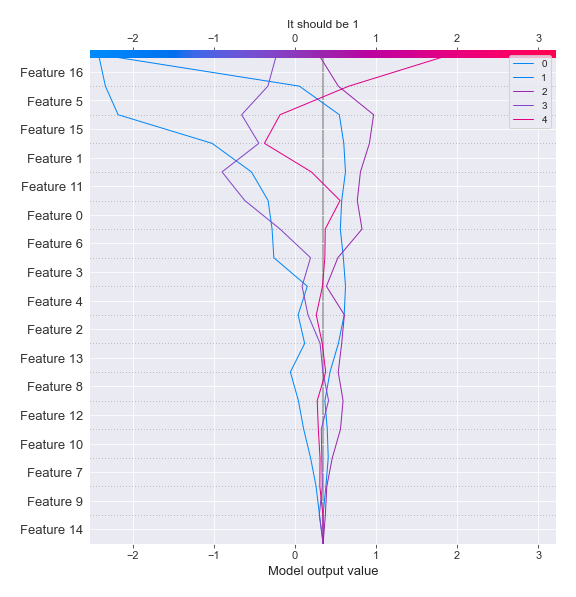 It should be 1
−2 −1 0 1 2 3
0
1
2
3
4
Feature 16
Feature 5
Feature 15
Feature 1
Feature 11
Feature 0
Feature 6
Feature 3
Feature 4
Feature 2
Feature 13
Feature 8
Feature 12
Feature 10
Feature 7
Feature 9
Feature 14
−2 −1 0 1 2 3
Model output value